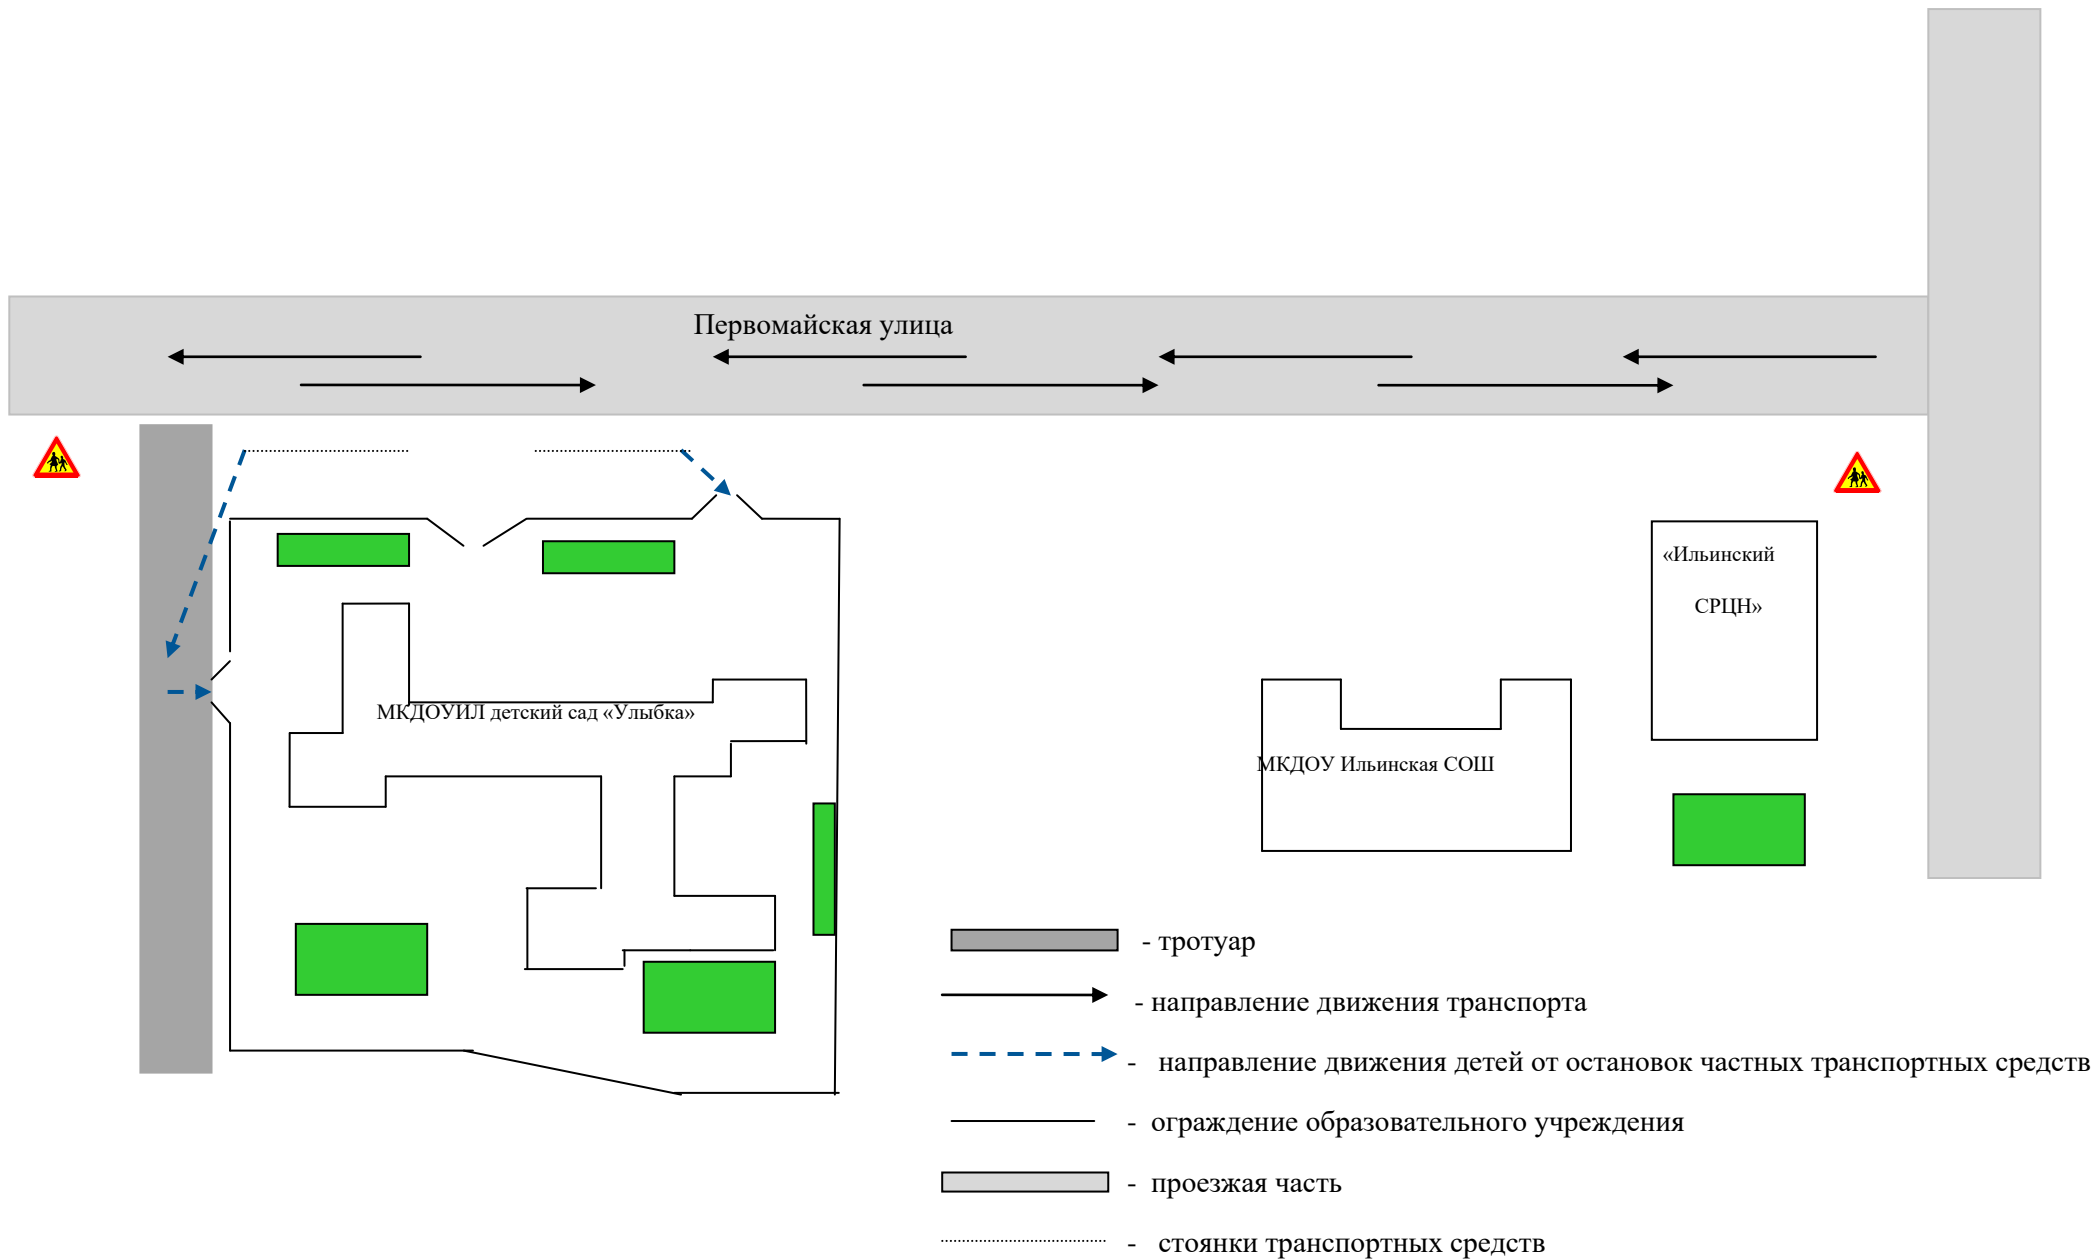 Первомайская улица
«Ильинский
СРЦН»
МКДОУИЛ детский сад «Улыбка»
МКДОУ Ильинская СОШ
- тротуар
- направление движения транспорта
- направление движения детей от остановок частных транспортных средств
- ограждение образовательного учреждения
- проезжая часть
- стоянки транспортных средств